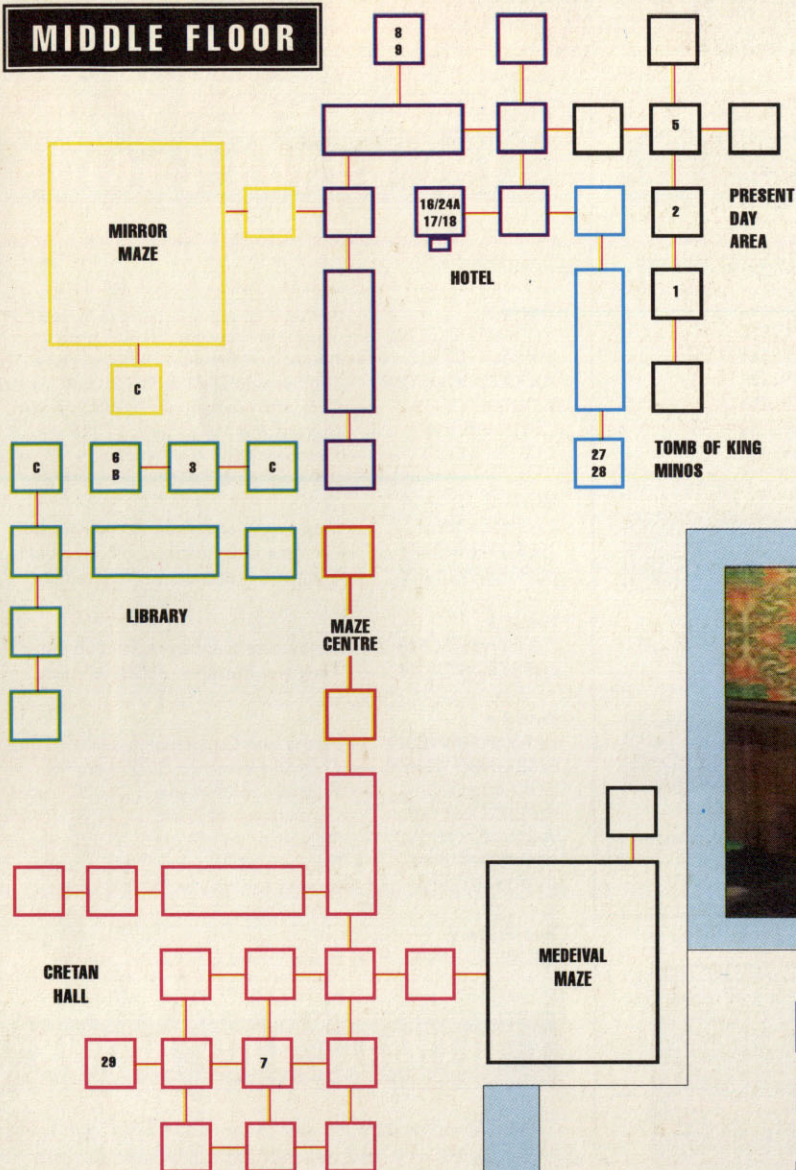 MIDDLE FLOOR
8
9
5
MIRROR
MAZE
16/24A
17/18
2
PRESENT
DAY
AREA
HOTEL
1
C
C
6
B
3
C
27
28
TOMB OF KING
MINOS
LIBRARY
MAZE
CENTRE
CRETAN
HALL
MEDEIVAL
MAZE
29
7